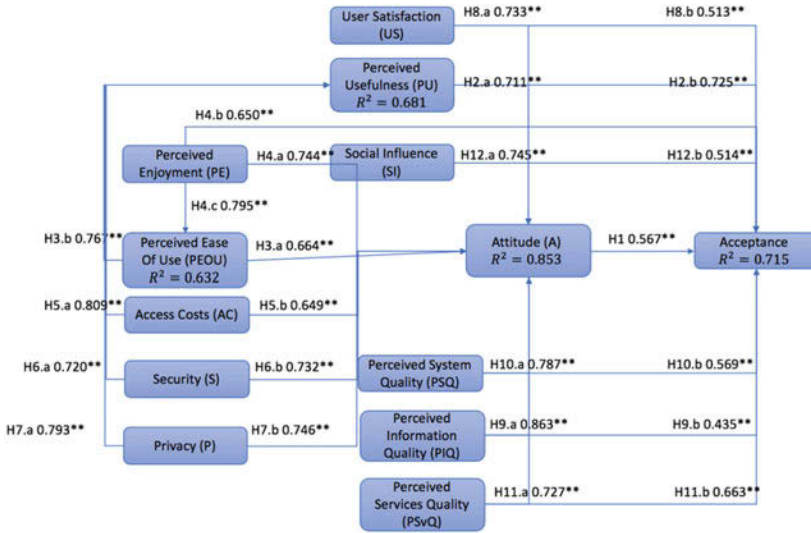 User Satisfaction
(US)
H8.a 0.733**
H8.b 0.513**
Perceived
Usefulness (PU)
R² = 0.681
H2.a 0.711**
H2.b 0.725**
H4.b 0.650**
Perceived
Enjoyment (PE)
H4.a 0.744**
Social Influence
(SI)
H12.a 0.745**
H12.b 0.514**
H4.c 0.795**
H3.b 0.767**
Perceived Ease
Of Use (PEOU)
R² = 0.632
H3.a 0.664**
Attitude (A)
R² = 0.853
H1 0.567**
Acceptance
R² = 0.715
H5.a 0.809**
Access Costs (AC)
H5.b 0.649**
H6.a 0.720**
Security (S)
H6.b 0.732**
Perceived System
Quality (PSQ)
H10.a 0.787**
H10.b 0.569**
H7.a 0.793**
Privacy (P)
H7.b 0.746**
Perceived
Information
Quality (PIQ)
H9.a 0.863**
H9.b 0.435**
Perceived
Services Quality
(PSvQ)
H11.a 0.727**
H11.b 0.663**